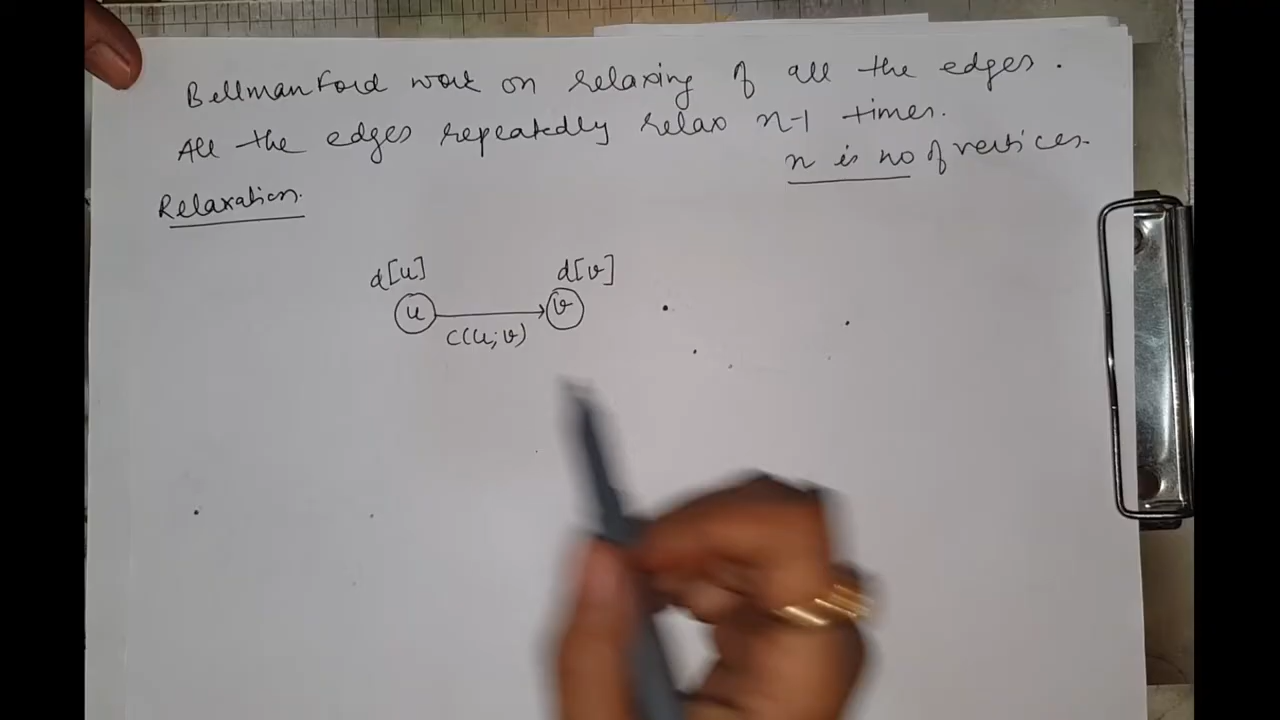 BellmanFord work on relaxing of all the edges.
All the edges repeatedly relax n-1 times.
n is no of vertices.
Relaxation.
d[u] d[v]
u v
C(u,v)